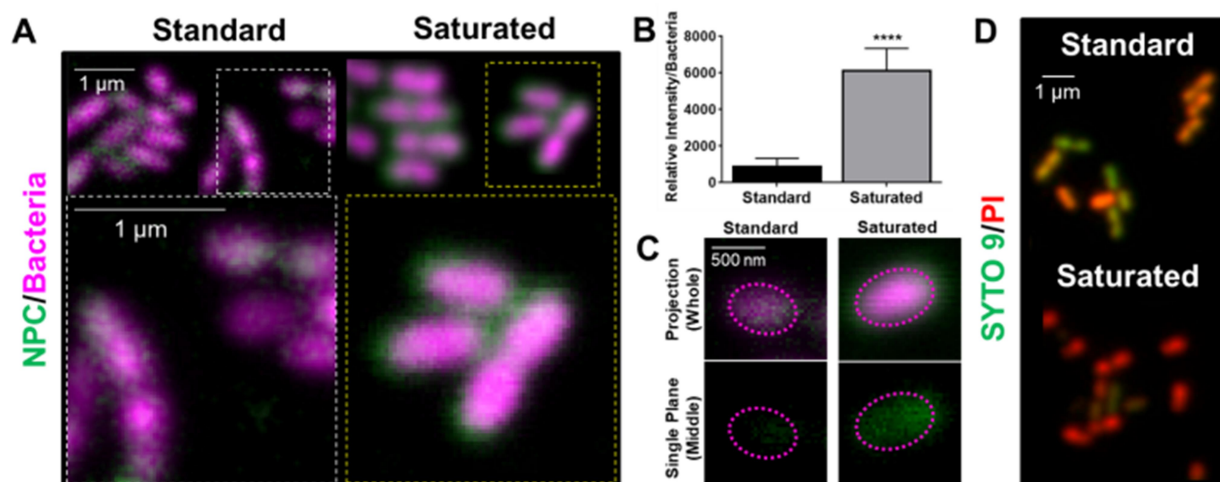 A
Standard
Saturated
1 µm
1 µm
NPC/Bacteria
B
Relative Intensity/Bacteria
8000
6000
4000
2000
0
****
Standard
Saturated
C
Standard
Saturated
500 nm
Projection
(Whole)
Single Plane
(Middle)
D
Standard
1 µm
Saturated
SYTO 9/PI